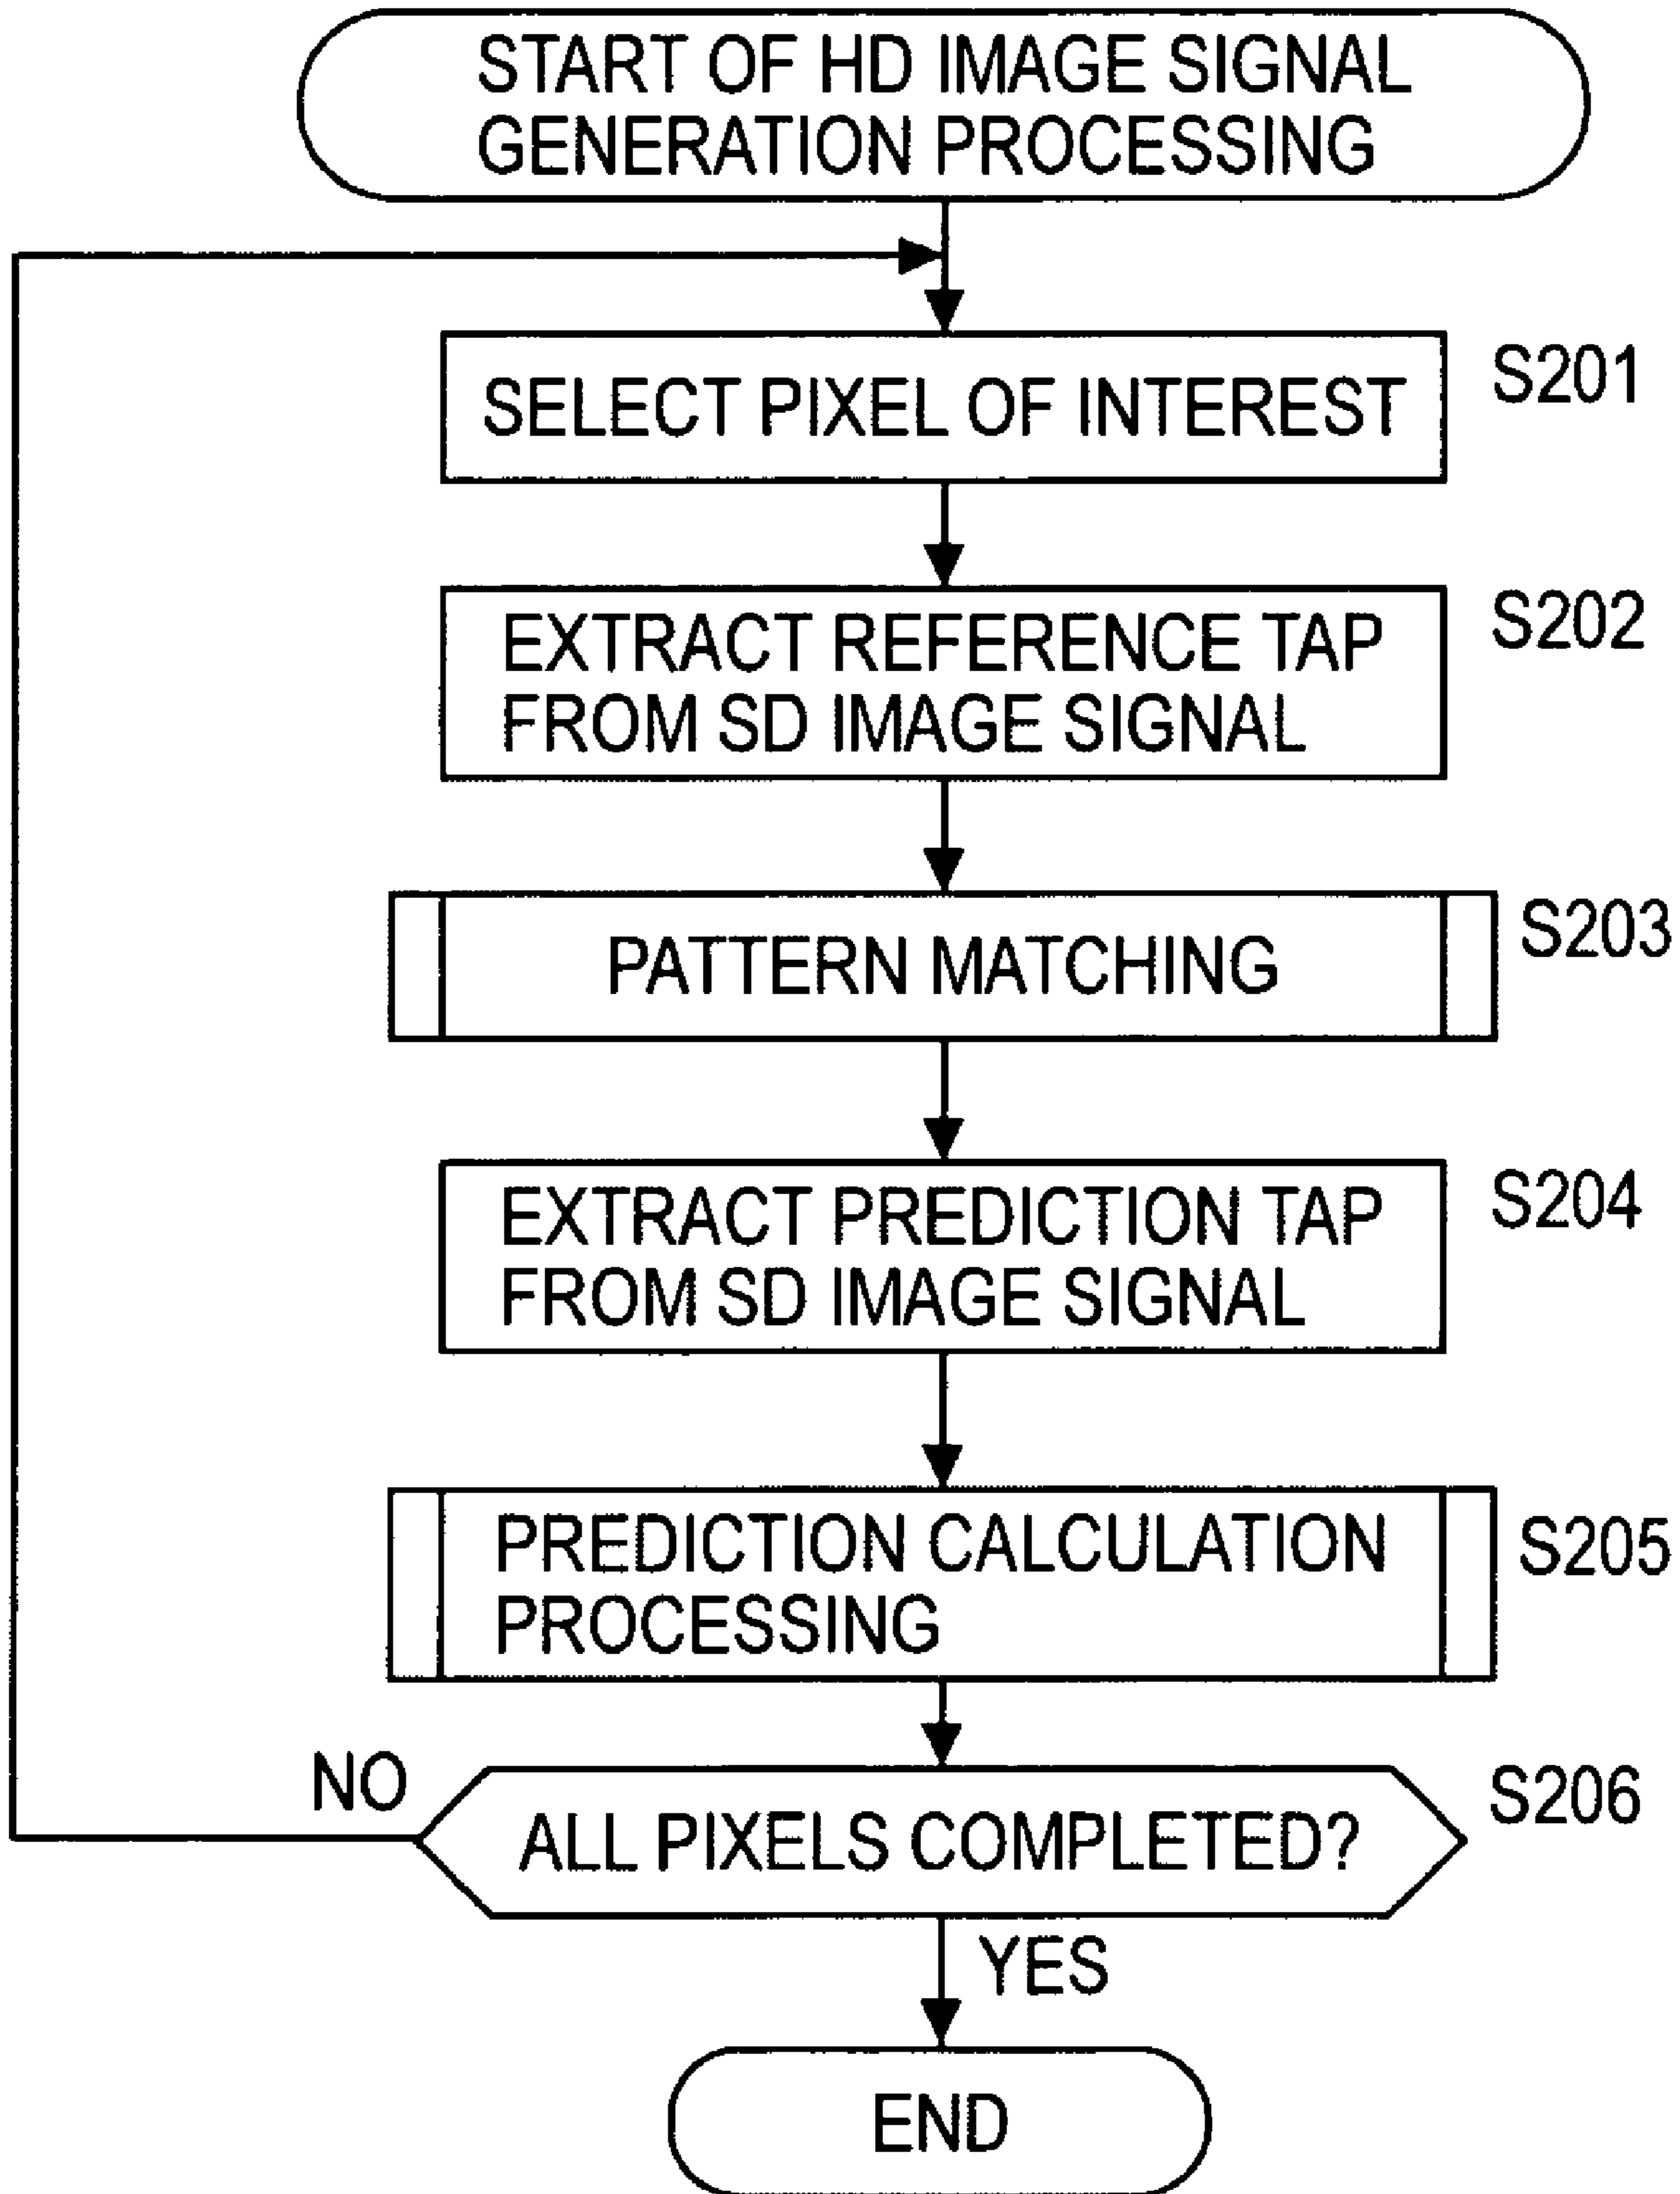 START OF HD IMAGE SIGNAL
GENERATION PROCESSING
SELECT PIXEL OF INTEREST
S201
EXTRACT REFERENCE TAP
FROM SD IMAGE SIGNAL
S202
PATTERN MATCHING
S203
EXTRACT PREDICTION TAP
FROM SD IMAGE SIGNAL
S204
PREDICTION CALCULATION
PROCESSING
S205
NO
ALL PIXELS COMPLETED?
S206
YES
END